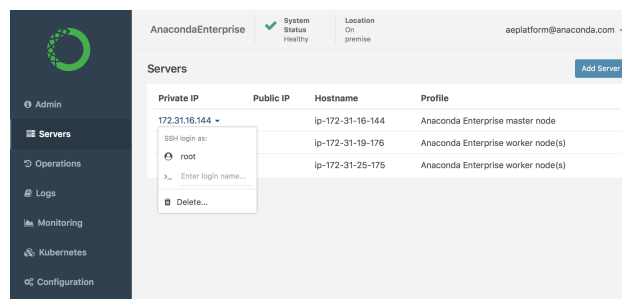 AnacondaEnterprise
System
Status
Healthy
Location
On
premise
aeplatform@anaconda.com
Servers
Add Server
Private IP Public IP Hostname Profile
172.31.16.144 ip-172-31-16-144 Anaconda Enterprise master node
ip-172-31-19-176 Anaconda Enterprise worker node(s)
ip-172-31-25-175 Anaconda Enterprise worker node(s)
SSH login as:
root
>_ Enter login name...
Delete...
Admin
Servers
Operations
Logs
Monitoring
Kubernetes
Configuration